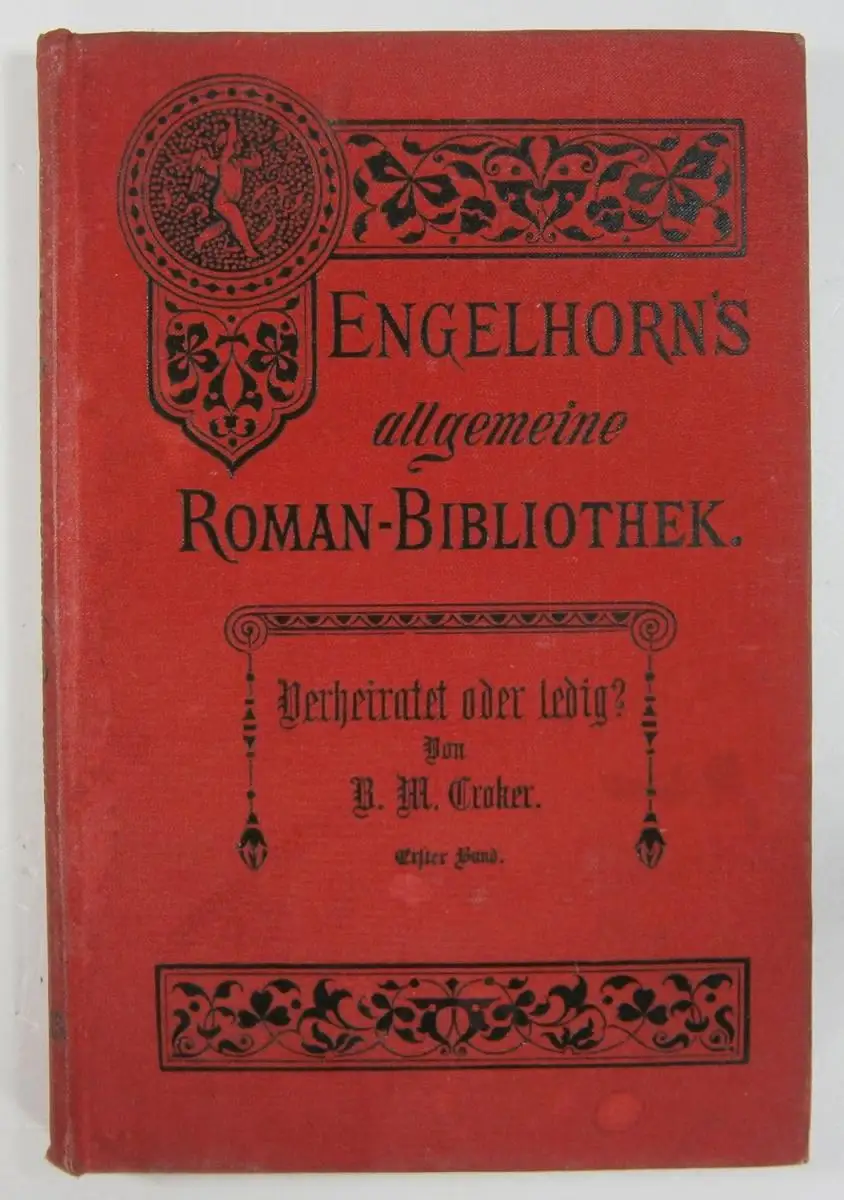 ENGELHORN'S
allgemeine
ROMAN-BIBLIOTHEK.
Verheiratet oder ledig?
Von
B. M. Croker.
Erster Band.